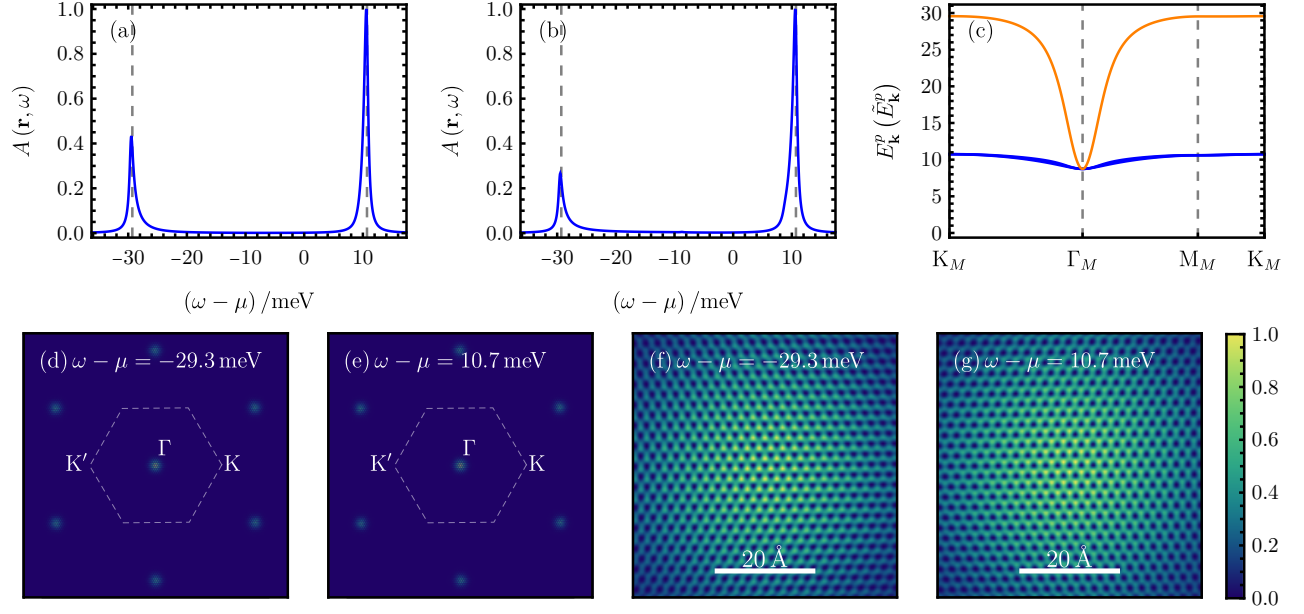 (a)
A (r, ω)
1.0
0.8
0.6
0.4
0.2
0.0
−30 −20 −10 0 10
(ω − μ) /meV
(b)
A (r, ω)
1.0
0.8
0.6
0.4
0.2
0.0
−30 −20 −10 0 10
(ω − μ) /meV
(c)
E_k^p (Ẽ_k^p)
30
25
20
15
10
5
0
K_M Γ_M M_M K_M
(d) ω − μ = −29.3 meV
Γ
K′ K
(e) ω − μ = 10.7 meV
Γ
K′ K
(f) ω − μ = −29.3 meV
20 Å
(g) ω − μ = 10.7 meV
20 Å
1.0
0.8
0.6
0.4
0.2
0.0